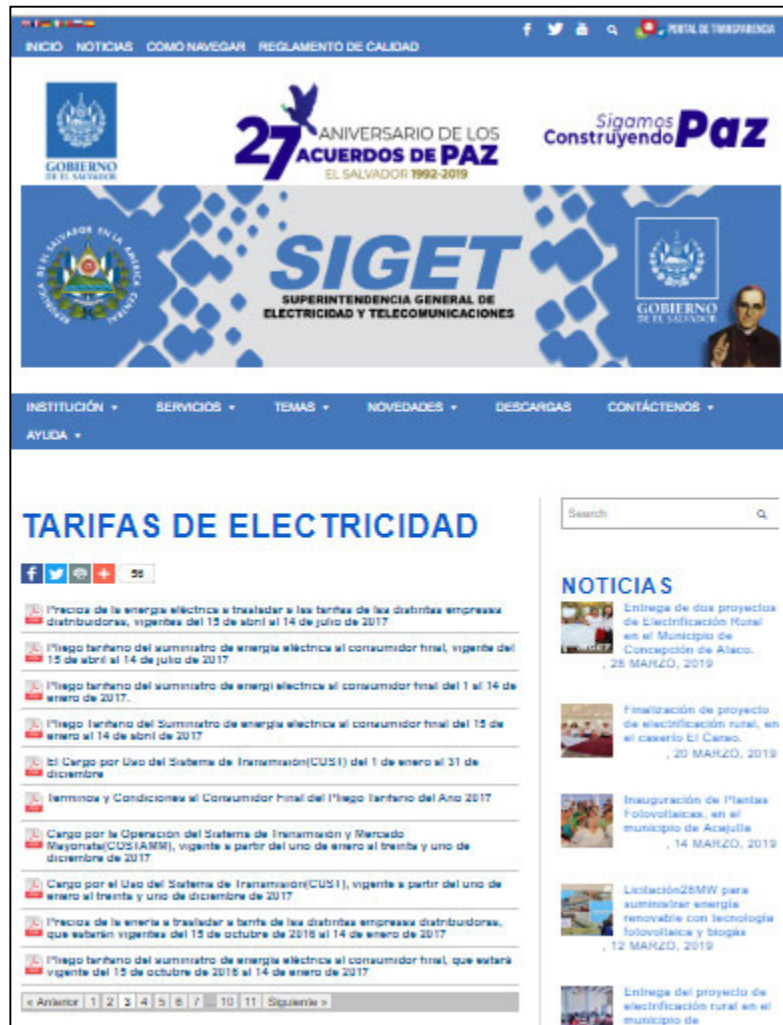 INICIO NOTICIAS COMO NAVEGAR REGLAMENTO DE CALIDAD
PORTAL DE TRANSPARENCIA
GOBIERNO
DE EL SALVADOR
27 ANIVERSARIO DE LOS
ACUERDOS DE PAZ
EL SALVADOR 1992-2019
Sigamos
Construyendo Paz
REPUBLICA DE EL SALVADOR EN LA AMERICA CENTRAL
SIGET
SUPERINTENDENCIA GENERAL DE
ELECTRICIDAD Y TELECOMUNICACIONES
GOBIERNO
DE EL SALVADOR
INSTITUCIÓN SERVICIOS TEMAS NOVEDADES DESCARGAS CONTÁCTENOS
AYUDA
TARIFAS DE ELECTRICIDAD
56
Precios de la energía eléctrica a trasladar a las tarifas de las distintas empresas
distribuidoras, vigentes del 15 de abril al 14 de julio de 2017
Pliego tarifario del suministro de energía eléctrica al consumidor final, vigente del
15 de abril al 14 de julio de 2017
Pliego tarifario del suministro de energí electrica al consumidor final del 1 al 14 de
enero de 2017.
Pliego Tarifario del Suministro de energía electrica al consumidor final del 15 de
enero al 14 de abril de 2017
El Cargo por Uso del Sistema de Transmisión(CUST) del 1 de enero al 31 de
diciembre
Terminos y Condiciones al Consumidor Final del Pliego Tarifario del Ano 2017
Cargo por la Operación del Sistema de Transmisión y Mercado
Mayorista(COSTAMM), vigente a partir del uno de enero al treinta y uno de
diciembre de 2017
Cargo por el Uso del Sistema de Transmisión(CUST), vigente a partir del uno de
enero al treinta y uno de diciembre de 2017
Precios de la eneria a trasladar a tarifa de las distintas empresas distribuidoras,
que estarán vigentes del 15 de octubre de 2016 al 14 de enero de 2017
Pliego tarifario del suministro de energía eléctrica al consumidor final, que estará
vigente del 15 de octubre de 2016 al 14 de enero de 2017
« Anterior 1 2 3 4 5 6 7 ... 10 11 Siguiente »
Search
NOTICIAS
Entrega de dos proyectos
de Electrificación Rural
en el Municipio de
Concepción de Ataco.
, 28 MARZO, 2019
Finalización de proyecto
de electrificación rural, en
el caserío El Carao.
, 20 MARZO, 2019
Inauguración de Plantas
Fotovoltaicas, en el
municipio de Acajutla
, 14 MARZO, 2019
Licitación28MW para
suministrar energía
renovable con tecnología
fotovoltaica y biogás
, 12 MARZO, 2019
Entrega del proyecto de
electrificación rural en el
municipio de